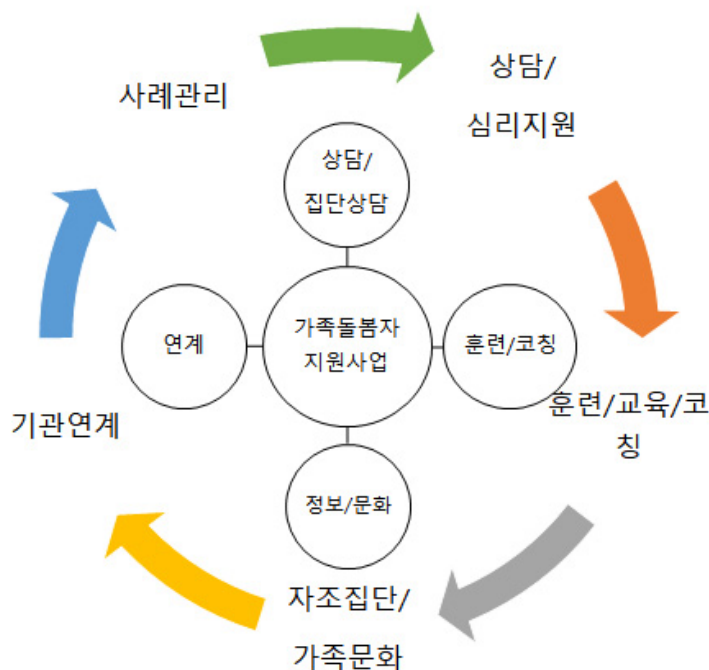 사례관리
상담/
심리지원
상담/
집단상담
연계
가족돌봄자
지원사업
훈련/코칭
기관연계
훈련/교육/코
칭
정보/문화
자조집단/
가족문화